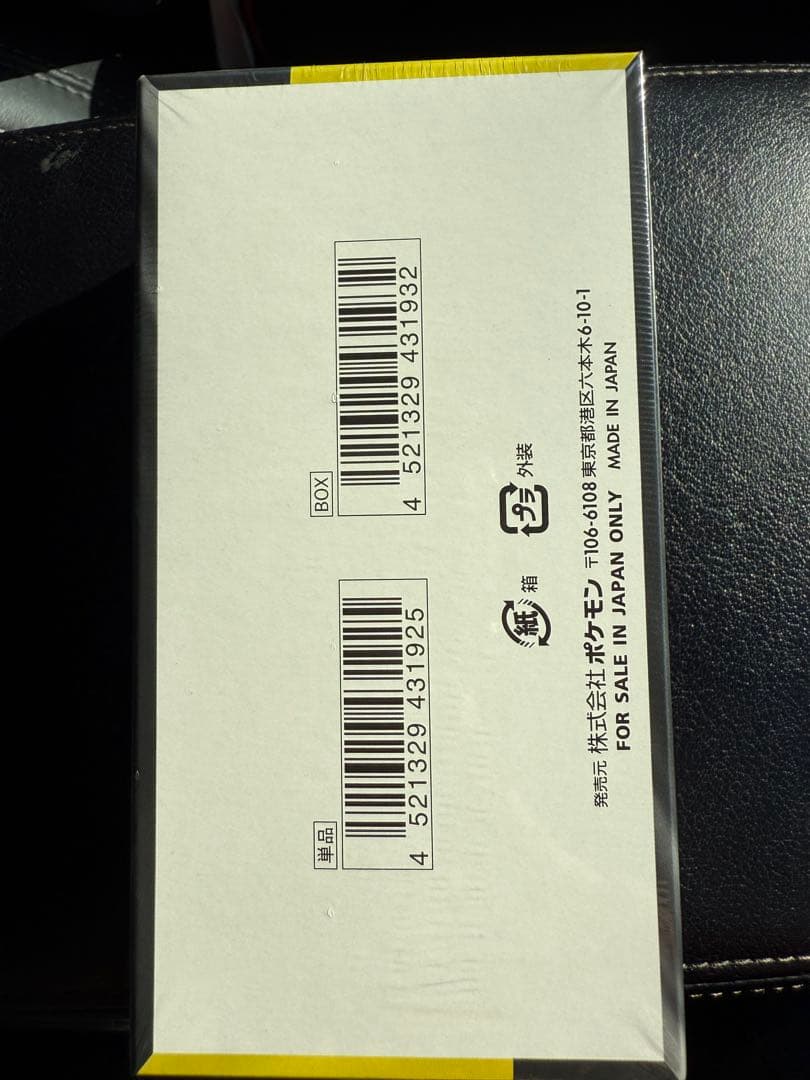 単品
4 521329 431925
BOX
4 521329 431932
紙 箱
プラ 外装
発売元 株式会社ポケモン 〒106-6108 東京都港区六本木6-10-1
FOR SALE IN JAPAN ONLY MADE IN JAPAN